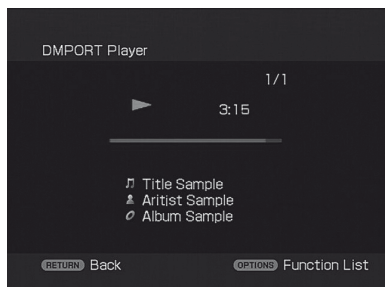 DMPORT Player
1/1
3:15
Title Sample
Aritist Sample
Album Sample
RETURN Back
OPTIONS Function List